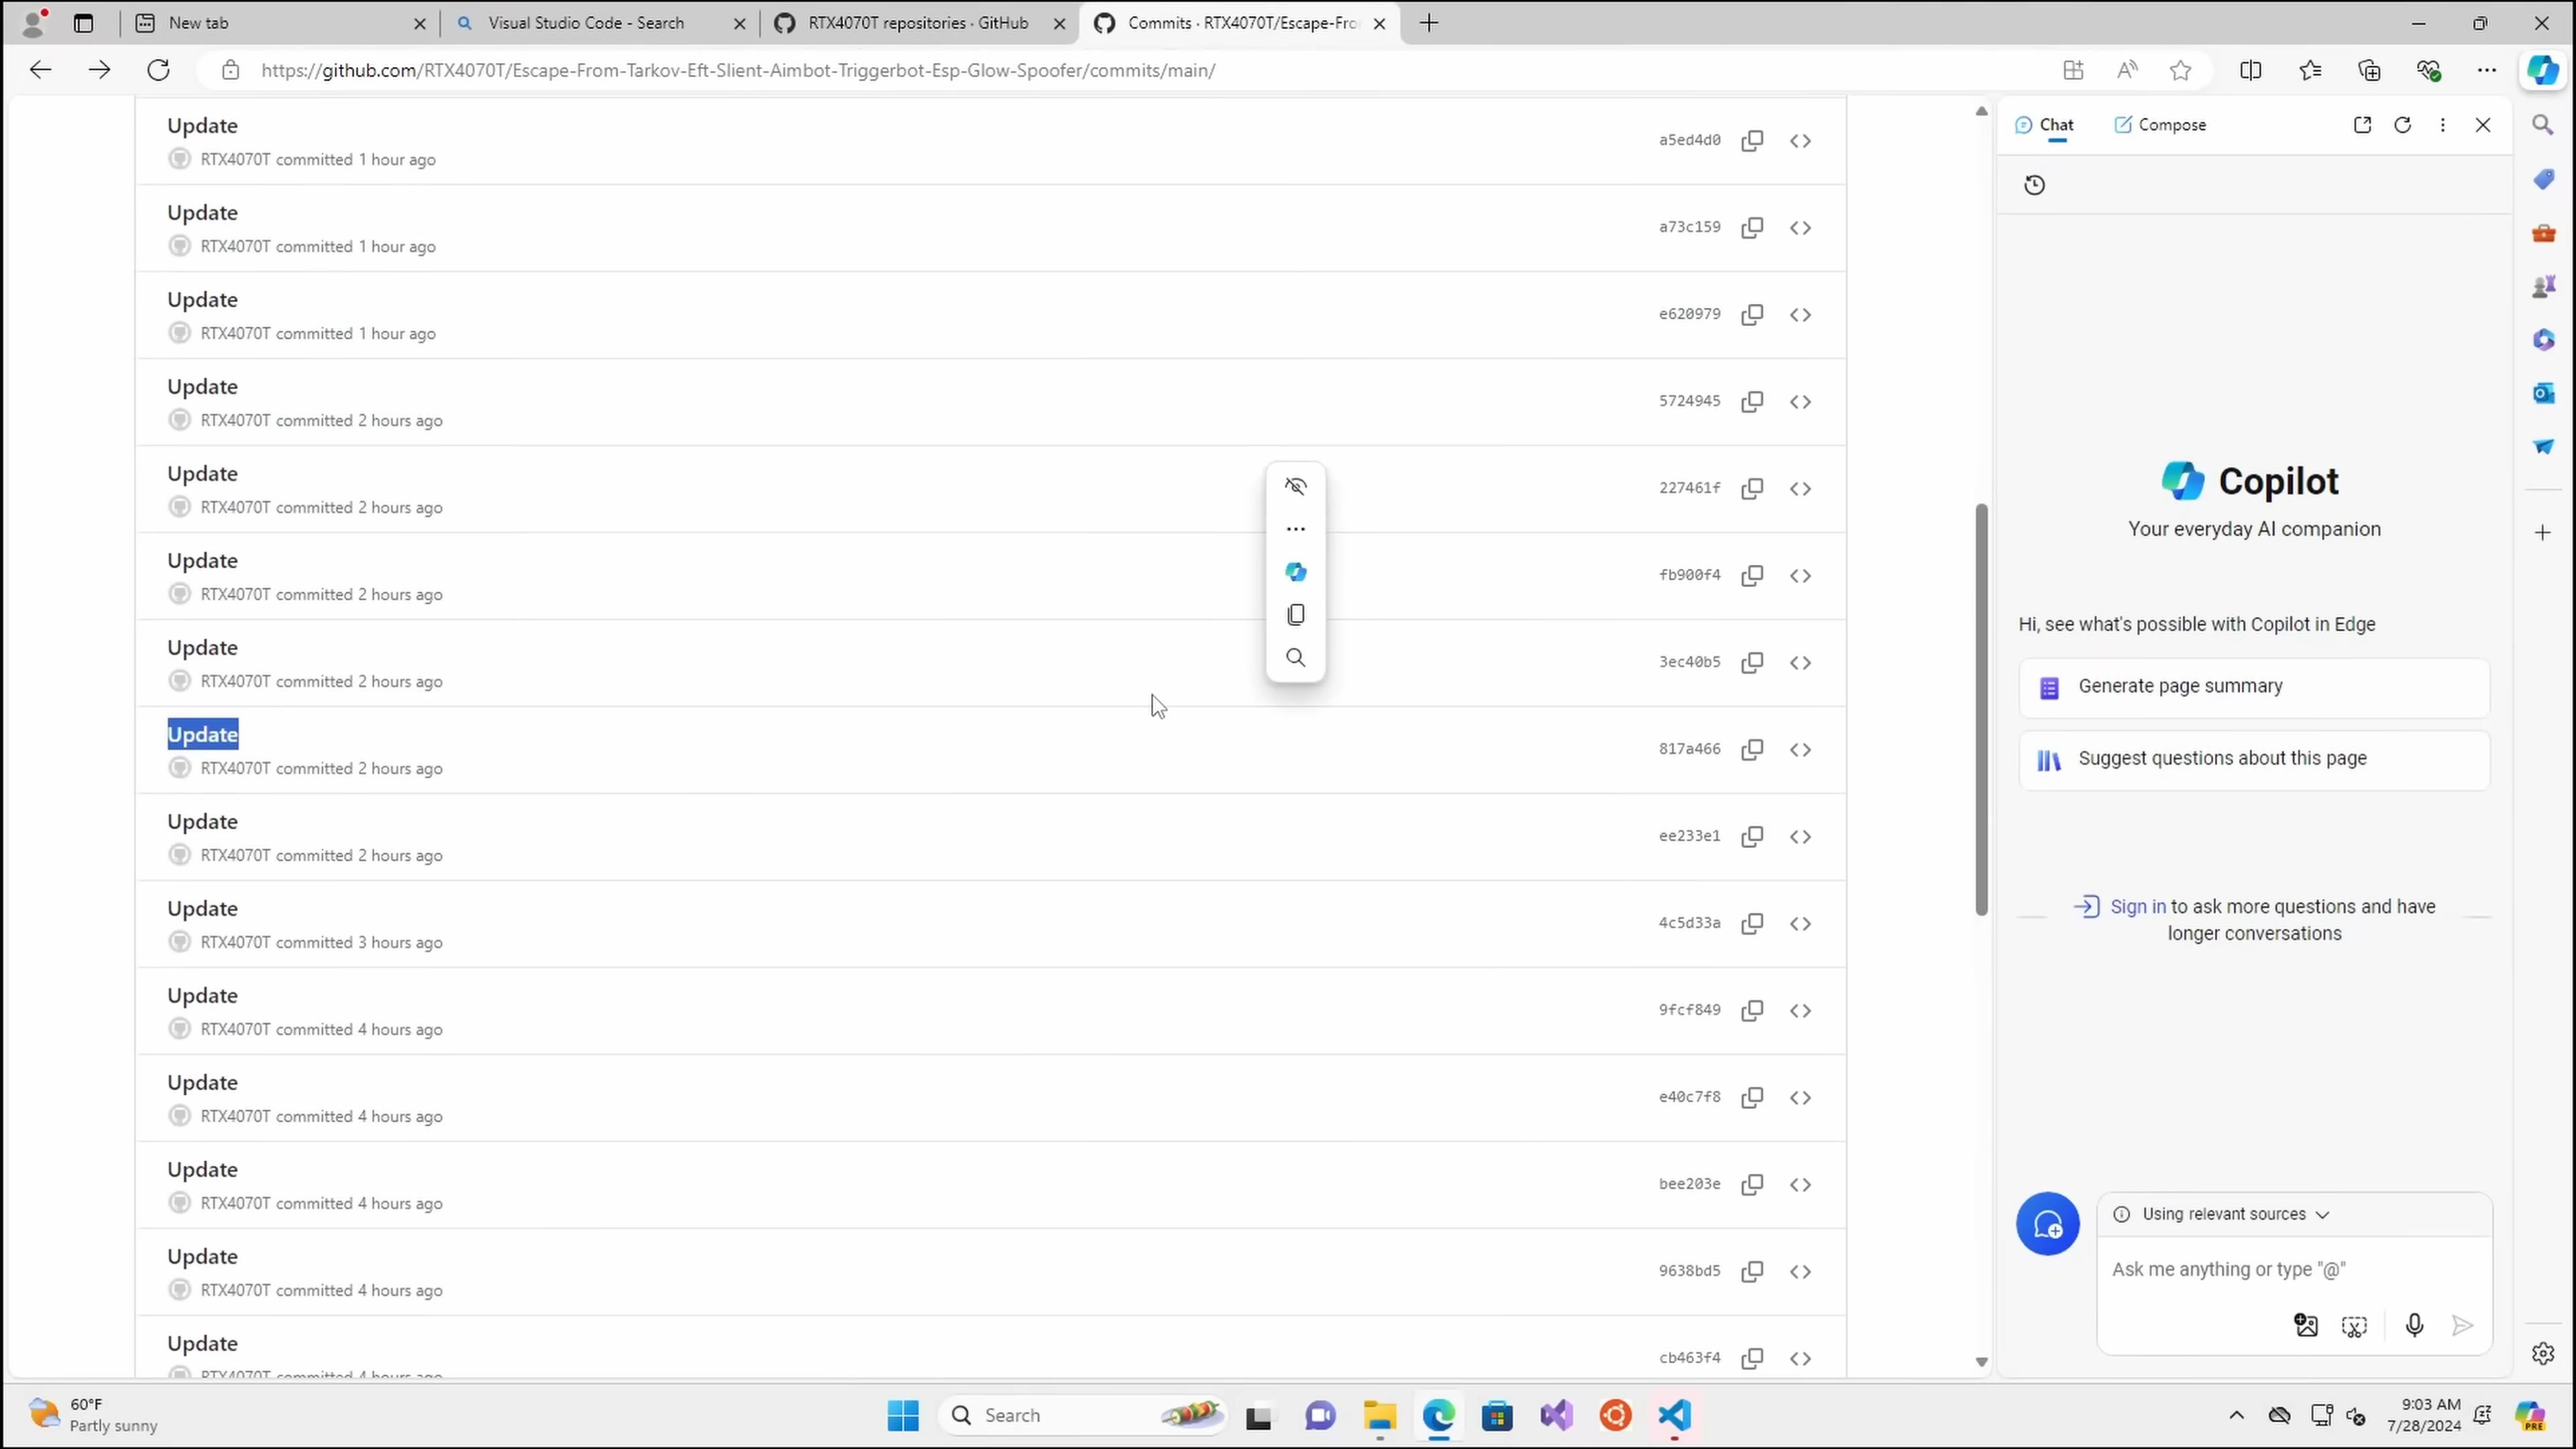 New tab
Visual Studio Code - Search
RTX4070T repositories · GitHub
Commits · RTX4070T/Escape-Fro
https://github.com/RTX4070T/Escape-From-Tarkov-Eft-Slient-Aimbot-Triggerbot-Esp-Glow-Spoofer/commits/main/
Update
a5ed4d0
RTX4070T committed 1 hour ago
Update
a73c159
RTX4070T committed 1 hour ago
Update
e620979
RTX4070T committed 1 hour ago
Update
5724945
RTX4070T committed 2 hours ago
Update
227461f
RTX4070T committed 2 hours ago
Update
fb900f4
RTX4070T committed 2 hours ago
Update
3ec40b5
RTX4070T committed 2 hours ago
Update
817a466
RTX4070T committed 2 hours ago
Update
ee233e1
RTX4070T committed 2 hours ago
Update
4c5d33a
RTX4070T committed 3 hours ago
Update
9fcf849
RTX4070T committed 4 hours ago
Update
e40c7f8
RTX4070T committed 4 hours ago
Update
bee203e
RTX4070T committed 4 hours ago
Update
9638bd5
RTX4070T committed 4 hours ago
Update
cb463f4
RTX4070T committed 4 hours ago
Chat
Compose
Copilot
Your everyday AI companion
Hi, see what's possible with Copilot in Edge
Generate page summary
Suggest questions about this page
Sign in to ask more questions and have
longer conversations
Using relevant sources
Ask me anything or type "@"
60°F
Partly sunny
Search
9:03 AM
7/28/2024
PRE